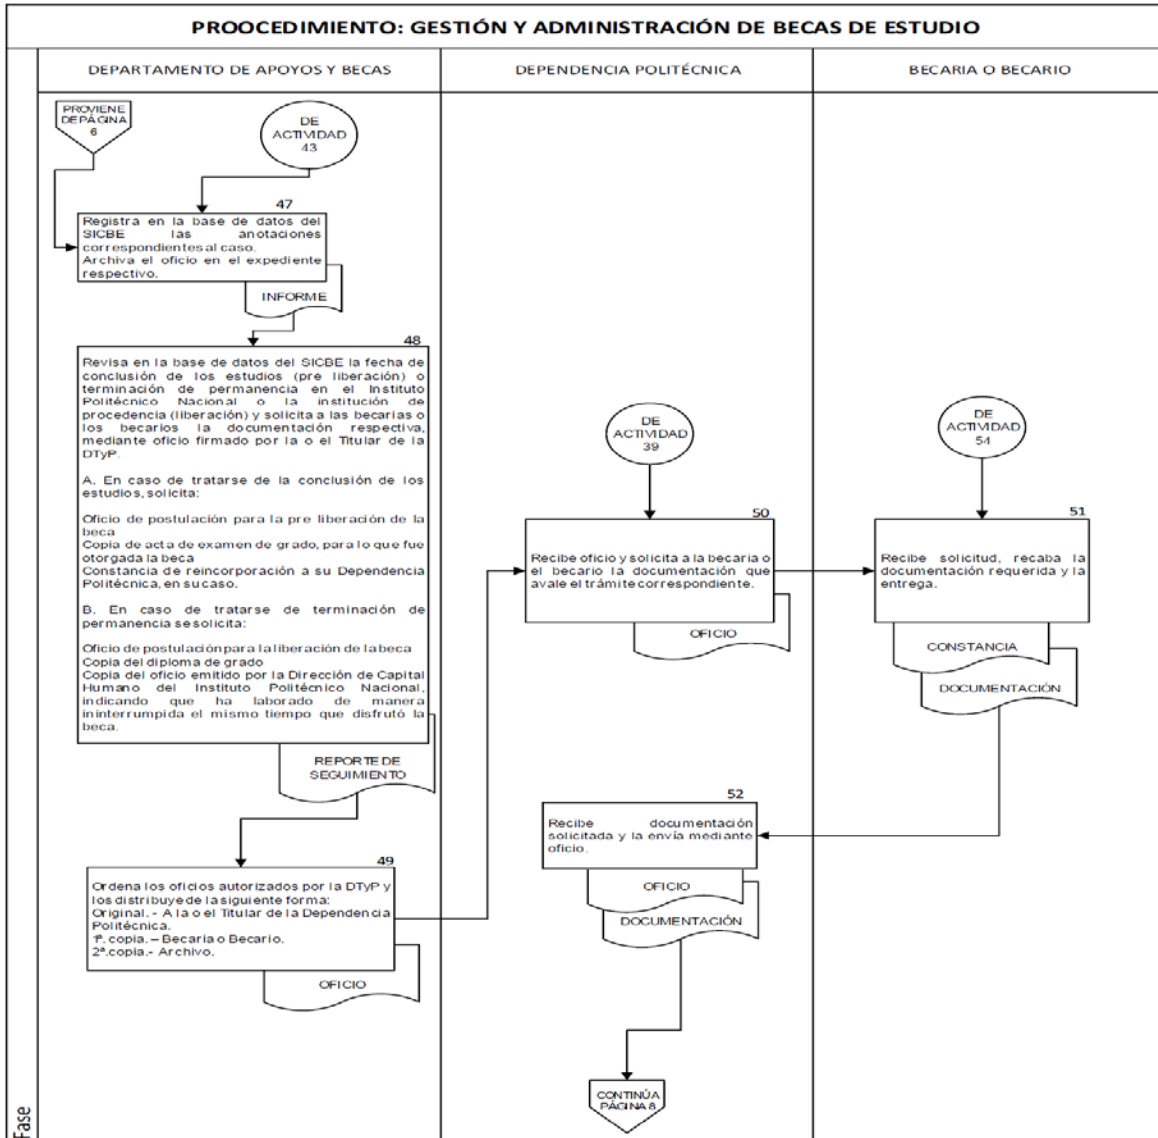 PROOCEDIMIENTO: GESTIÓN Y ADMINISTRACIÓN DE BECAS DE ESTUDIO
DEPARTAMENTO DE APOYOS Y BECAS
DEPENDENCIA POLITÉCNICA
BECARIA O BECARIO
PROVIENE
DE PÁGINA
6
DE
ACTIVIDAD
43
47
Registra en la base de datos del
SICBE las anotaciones
correspondientes al caso.
Archiva el oficio en el expediente
respectivo.
INFORME
48
Revisa en la base de datos del SICBE la fecha de
conclusión de los estudios (pre liberación) o
terminación de permanencia en el Instituto
Politécnico Nacional o la institución de
procedencia (liberación) y solicita a las becarias o
los becarios la documentación respectiva,
mediante oficio firmado por la o el Titular de la
DTyP.
A. En caso de tratarse de la conclusión de los
estudios, solicita:
Oficio de postulación para la pre liberación de la
beca
Copia de acta de examen de grado, para lo que fue
otorgada la beca
Constancia de reincorporación a su Dependencia
Politécnica, en su caso.
B. En caso de tratarse de terminación de
permanencia se solicita:
Oficio de postulación para la liberación de la beca
Copia del diploma de grado
Copia del oficio emitido por la Dirección de Capital
Humano del Instituto Politécnico Nacional,
indicando que ha laborado de manera
ininterrumpida el mismo tiempo que disfrutó la
beca.
REPORTE DE
SEGUIMIENTO
49
Ordena los oficios autorizados por la DTyP y
los distribuye de la siguiente forma:
Original. - A la o el Titular de la Dependencia
Politécnica.
1ª. copia. – Becaria o Becario.
2ª.copia.- Archivo.
OFICIO
DE
ACTIVIDAD
39
50
Recibe oficio y solicita a la becaria o
el becario la documentación que
avale el trámite correspondiente.
OFICIO
DE
ACTIVIDAD
54
51
Recibe solicitud, recaba la
documentación requerida y la
entrega.
CONSTANCIA
DOCUMENTACIÓN
52
Recibe documentación
solicitada y la envía mediante
oficio.
OFICIO
DOCUMENTACIÓN
CONTINÚA
PÁGINA 8
Fase